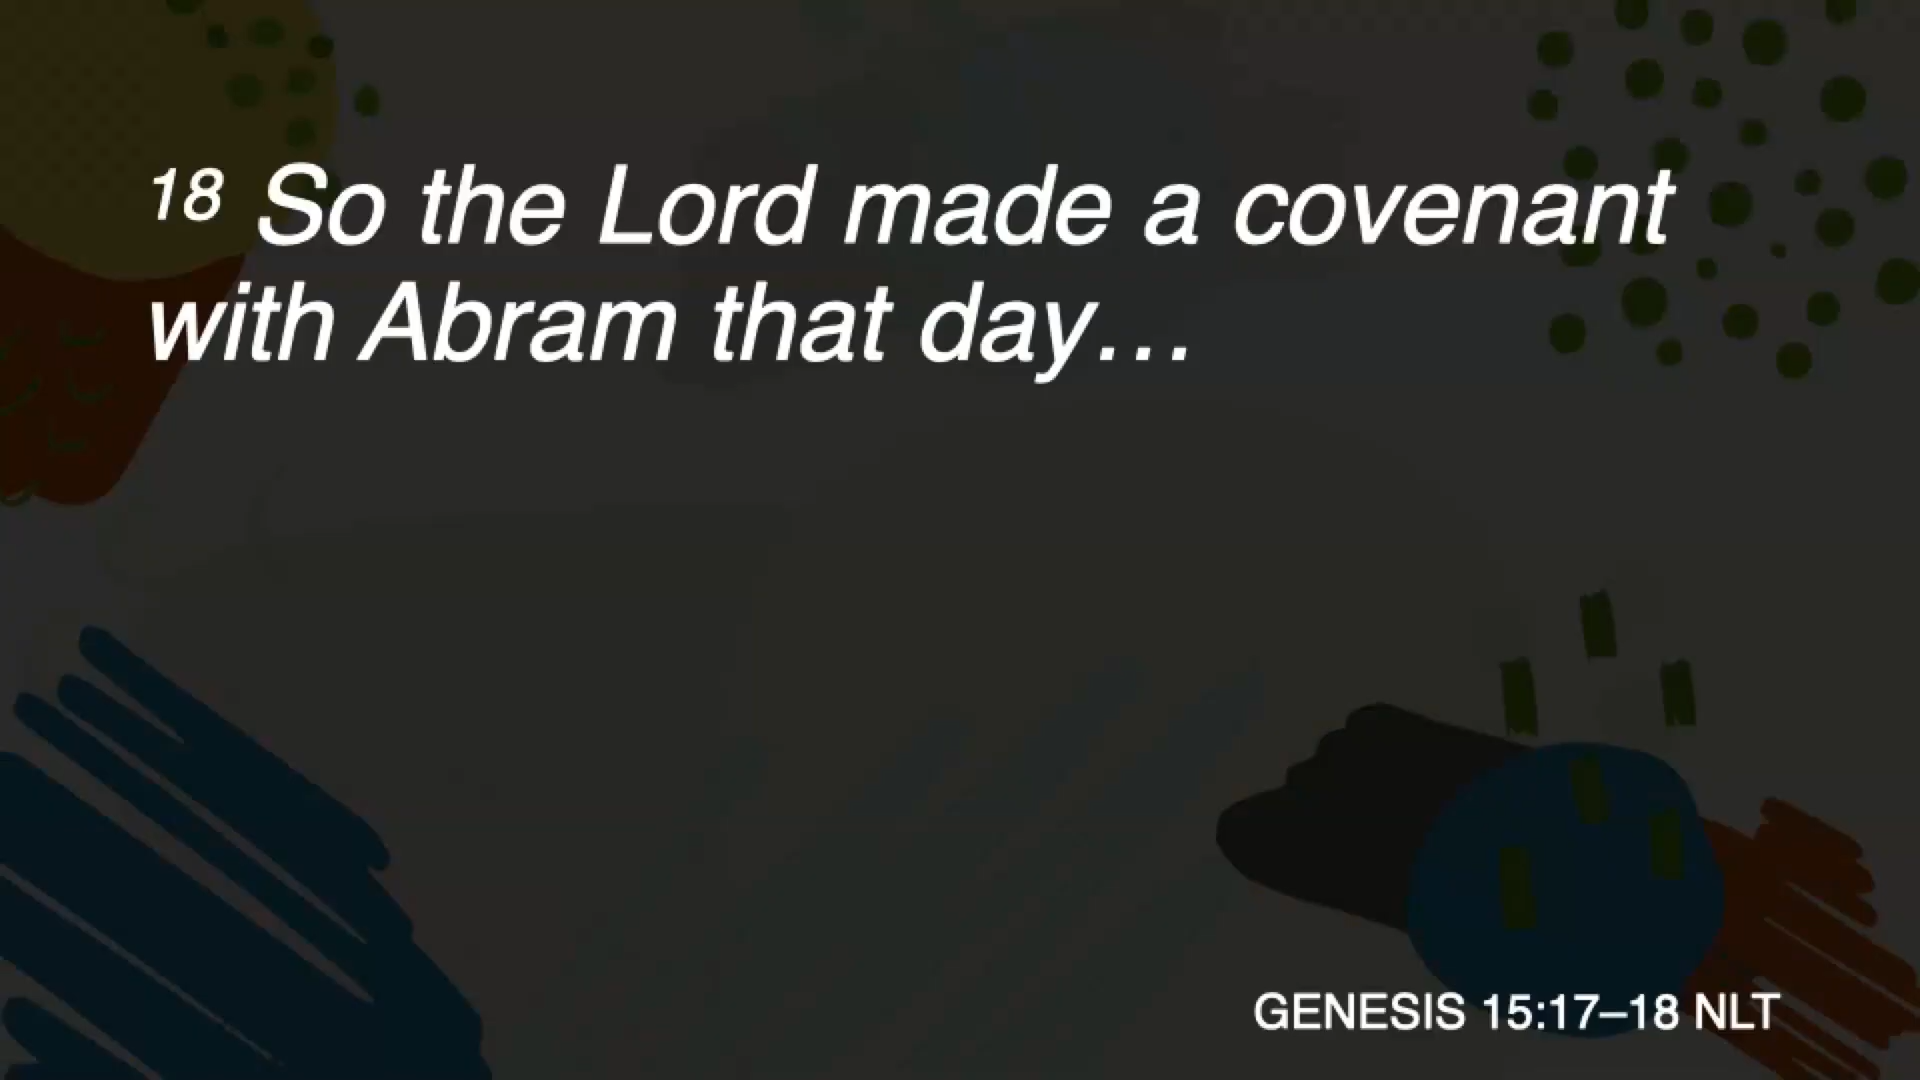 18 So the Lord made a covenant
with Abram that day…
GENESIS 15:17–18 NLT